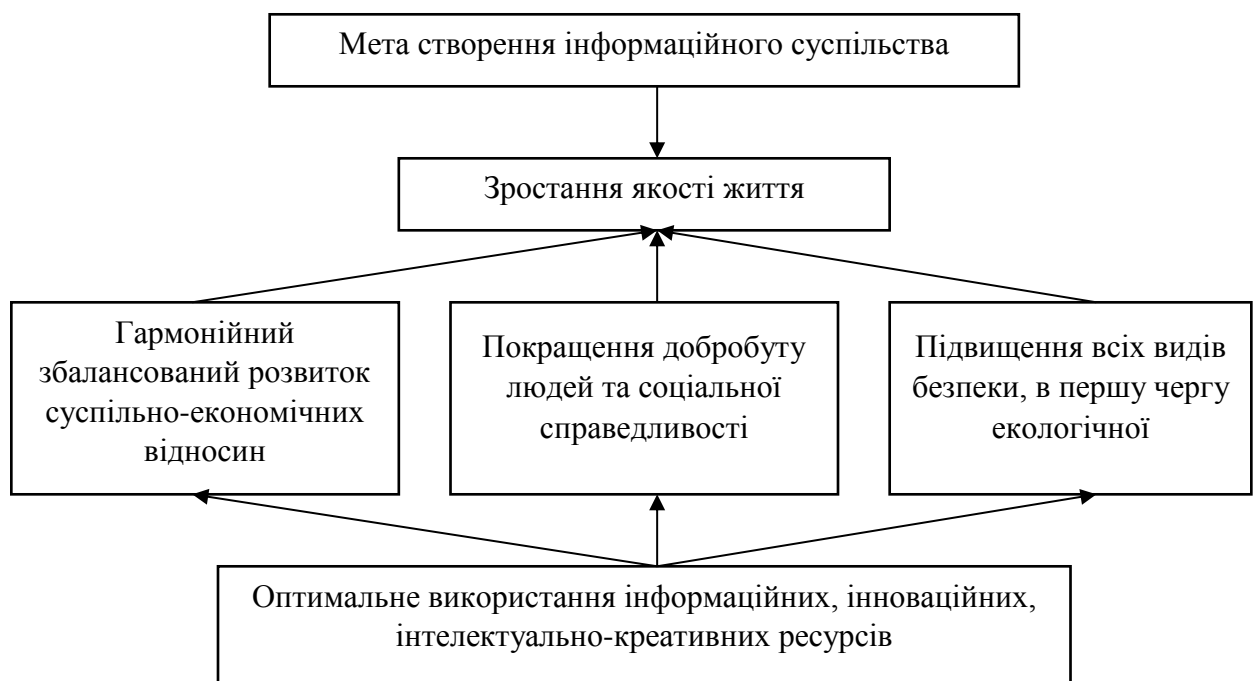 Мета створення інформаційного суспільства
Зростання якості життя
Гармонійний
збалансований розвиток
суспільно-економічних
відносин
Покращення добробуту
людей та соціальної
справедливості
Підвищення всіх видів
безпеки, в першу чергу
екологічної
Оптимальне використання інформаційних, інноваційних,
інтелектуально-креативних ресурсів